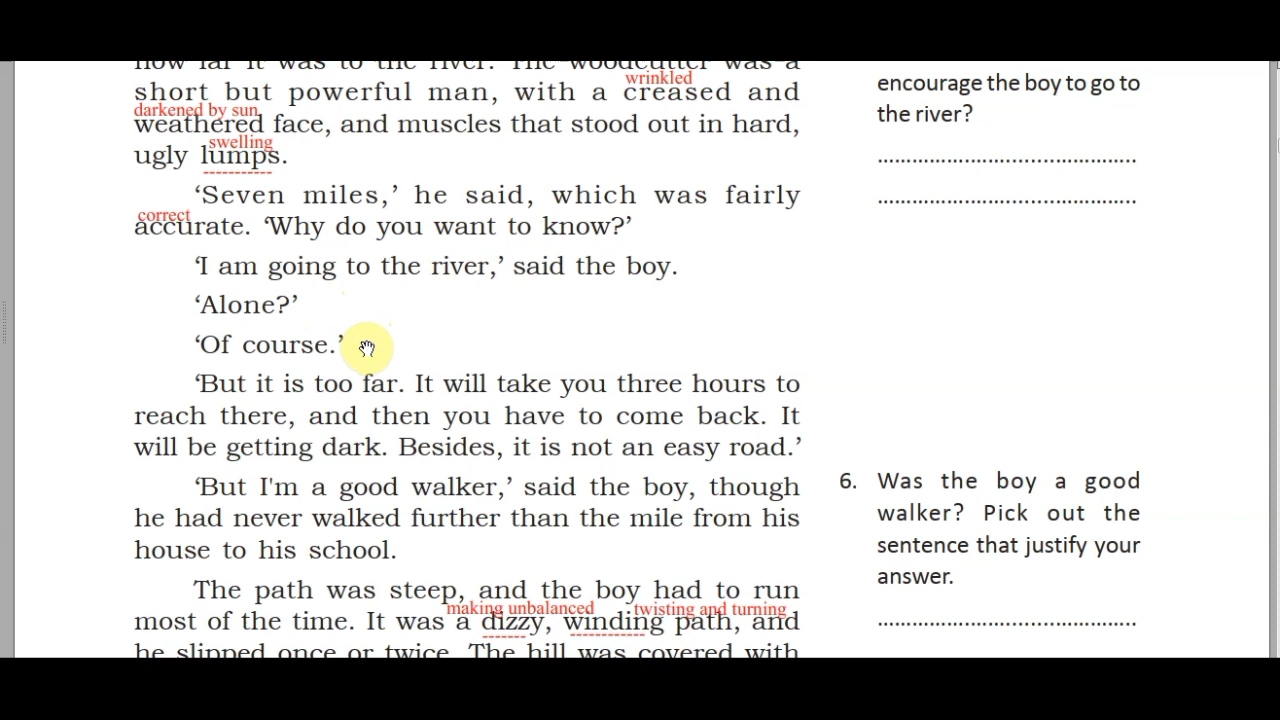 how far it was to the river. The woodcutter was a
wrinkled
short but powerful man, with a creased and
darkened by sun
weathered face, and muscles that stood out in hard,
swelling
ugly lumps.
‘Seven miles,’ he said, which was fairly
correct
accurate. ‘Why do you want to know?’
‘I am going to the river,’ said the boy.
‘Alone?’
‘Of course.’
‘But it is too far. It will take you three hours to
reach there, and then you have to come back. It
will be getting dark. Besides, it is not an easy road.’
‘But I'm a good walker,’ said the boy, though
he had never walked further than the mile from his
house to his school.
The path was steep, and the boy had to run
making unbalanced twisting and turning
most of the time. It was a dizzy, winding path, and
he slipped once or twice. The hill was covered with
encourage the boy to go to
the river?
............................................
............................................
6. Was the boy a good
walker? Pick out the
sentence that justify your
answer.
............................................